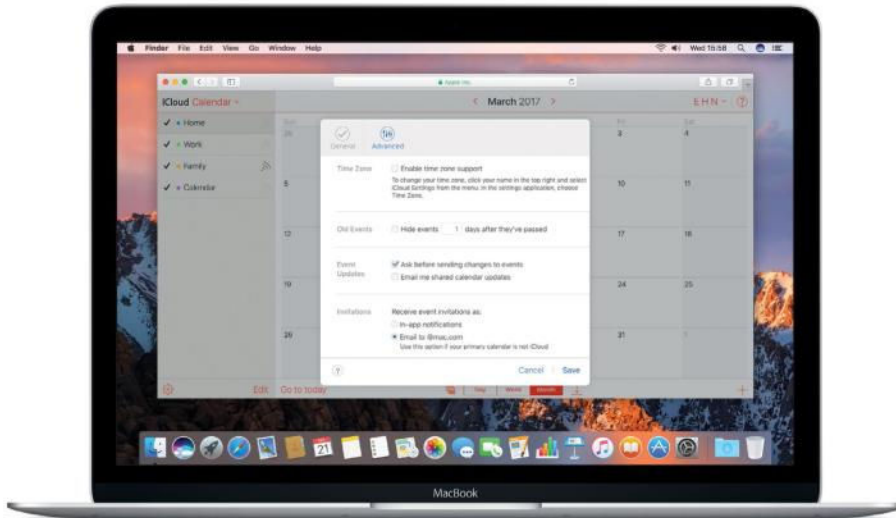 Finder File Edit View Go Window Help
Wed 15:58
iCloud Calendar
March 2017
E H N
Home
Work
Family
Calendar
Sun
Fri
Sat
General
Advanced
3
4
5
10
11
12
17
18
19
24
25
26
31
Time Zone
Enable time zone support
To change your time zone, click your name in the top right and select
iCloud Settings from the menu. In the settings application, choose
Time Zone.
Old Events
Hide events 1 days after they've passed
Event
Updates
Ask before sending changes to events
Email me shared calendar updates
Invitations
Receive event invitations as:
In-app notifications
Email to @mac.com
Use this option if your primary calendar is not iCloud
?
Cancel
Save
Edit
Go to today
Day
Week
Month
21
MacBook